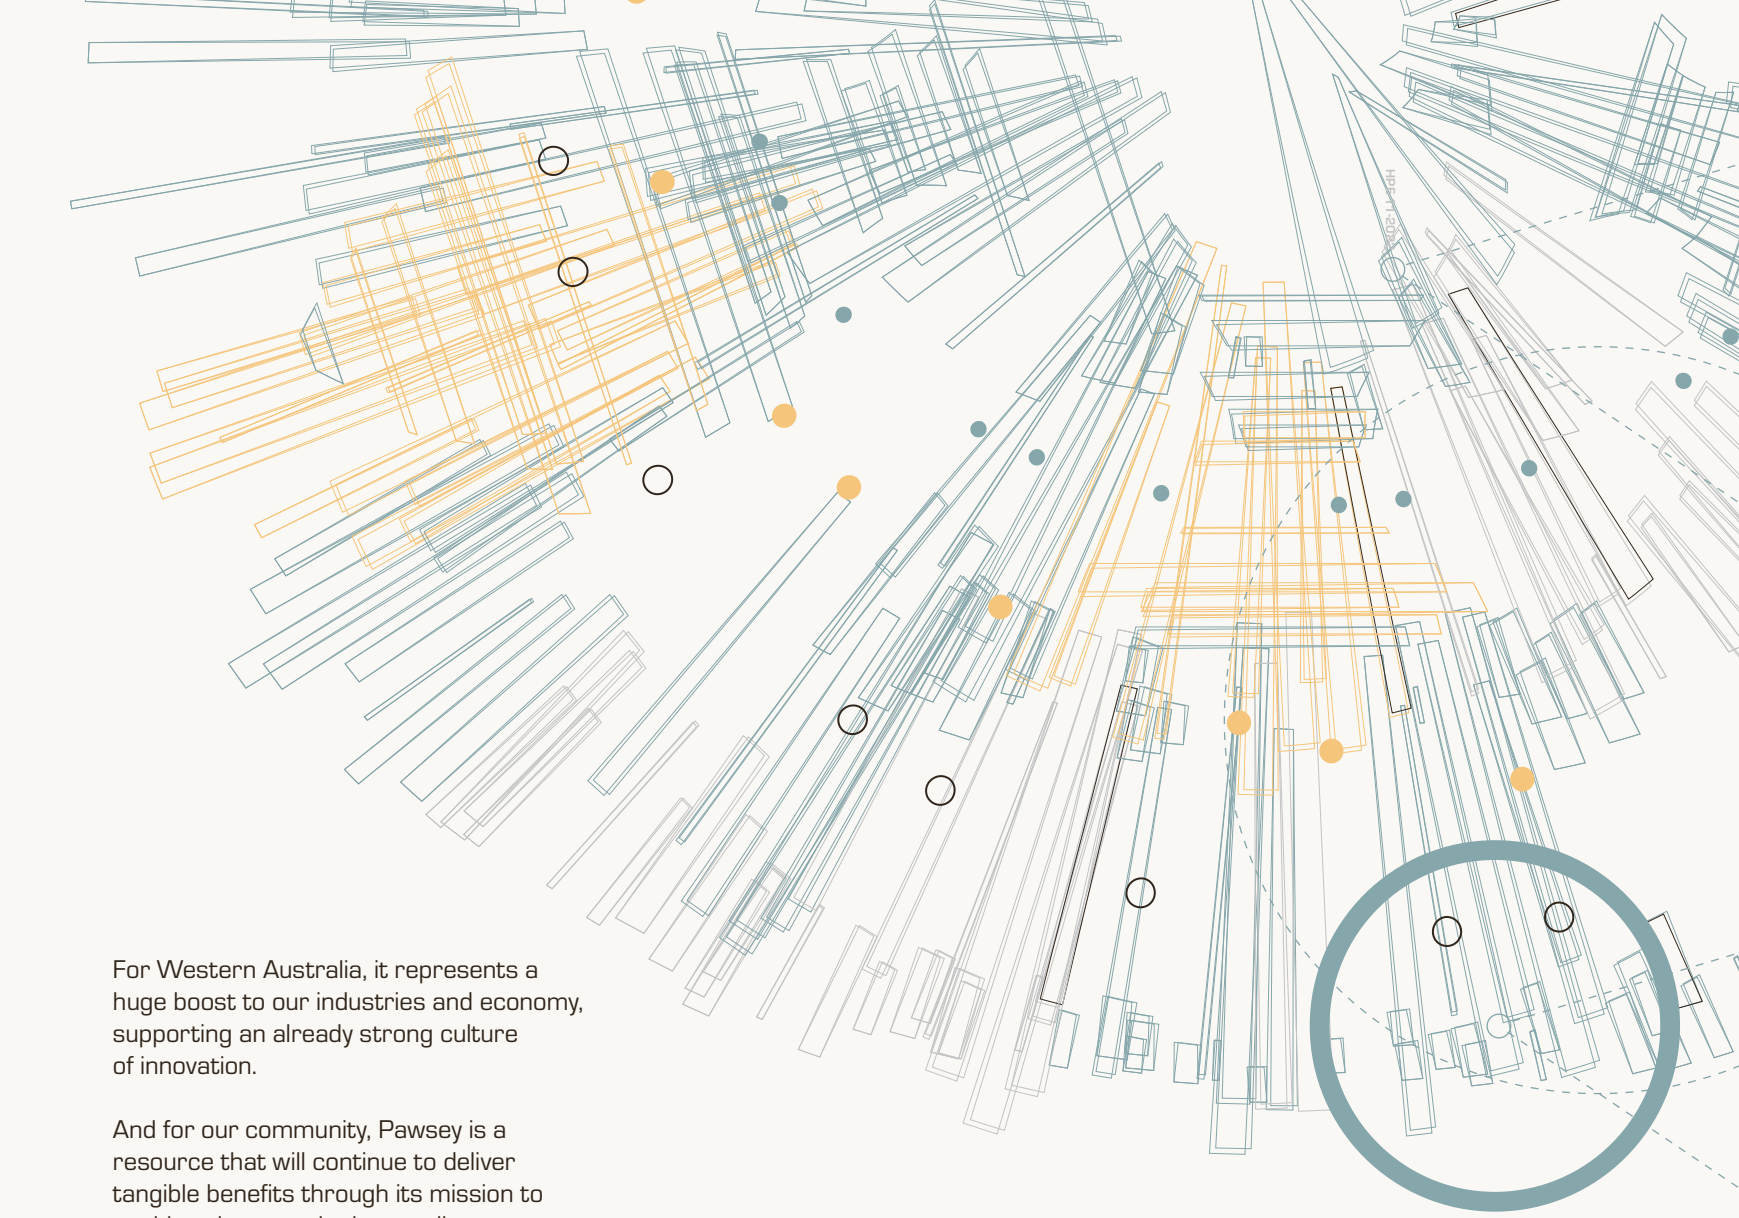 For Western Australia, it represents a
huge boost to our industries and economy,
supporting an already strong culture
of innovation.
And for our community, Pawsey is a
resource that will continue to deliver
tangible benefits through its mission to